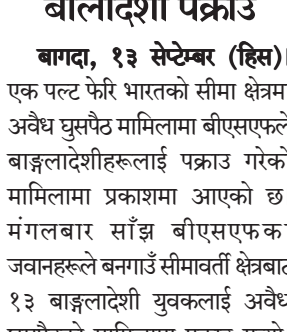 पक्राउ
बागदा, १३ सेप्टेम्बर (हिस)।
एक पल्ट फेरि भारतको सीमा क्षेत्रमा
अवैध घुसपैठ मामिलामा बीएसएफले
बाङ्गलादेशीहरूलाई पक्राउ गरेको
मामिलामा प्रकाशमा आएको छ
मंगलबार साँझ बीएसएफका
जवानहरूले बनगाउँ सीमावर्ती क्षेत्रबाट
१३ बाङ्गलादेशी युवकलाई अवैध